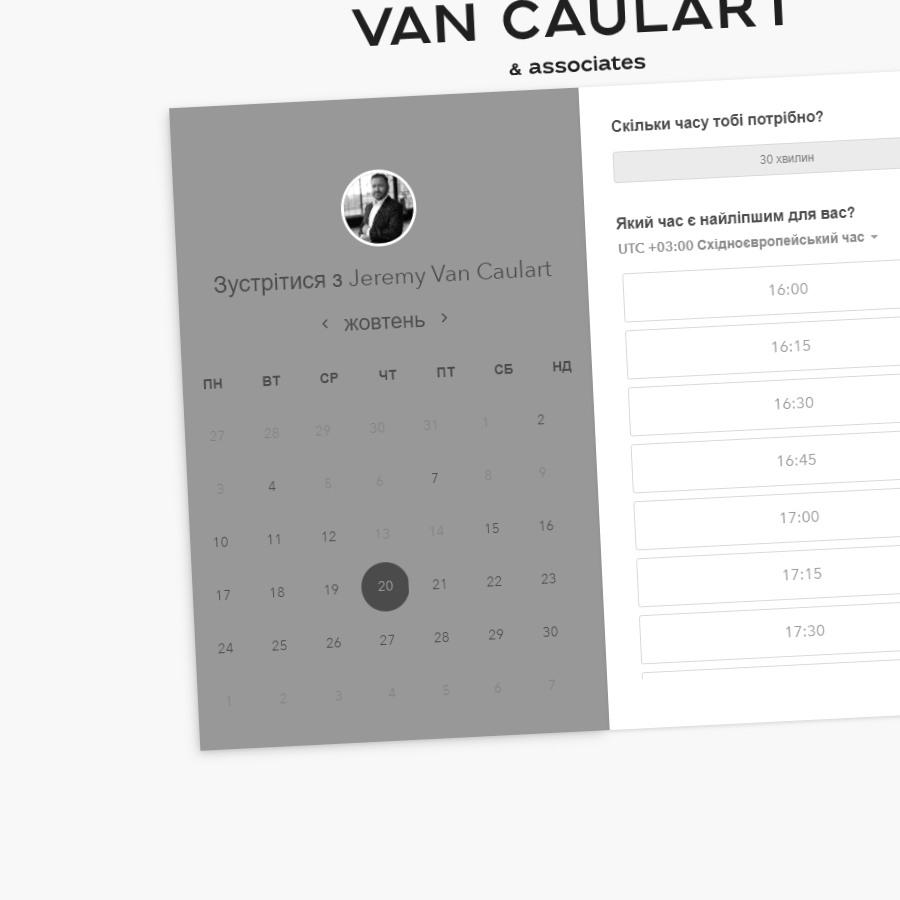 VAN CAULART
& associates
Зустрітися з Jeremy Van Caulart
жовтень
ПН ВТ СР ЧТ ПТ СБ НД
27 28 29 30 31 1 2
3 4 5 6 7 8 9
10 11 12 13 14 15 16
17 18 19 20 21 22 23
24 25 26 27 28 29 30
1 2 3 4 5 6 7
Скільки часу тобі потрібно?
30 хвилин
Який час є найліпшим для вас?
UTC +03:00 Східноєвропейський час
16:00
16:15
16:30
16:45
17:00
17:15
17:30